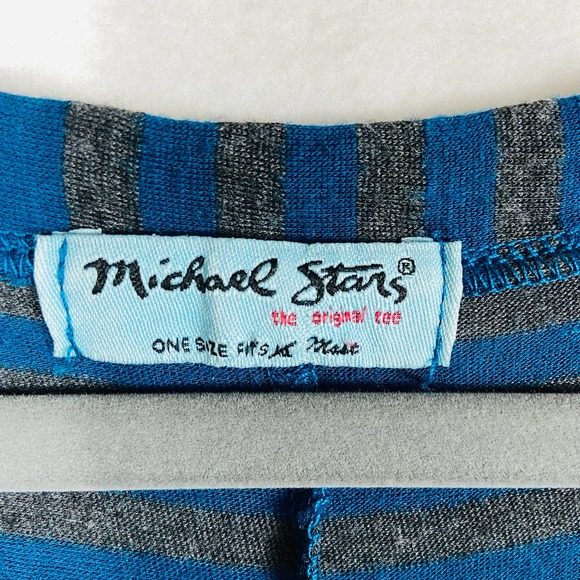 Michael Stars®
the original tee
ONE SIZE FITS Most